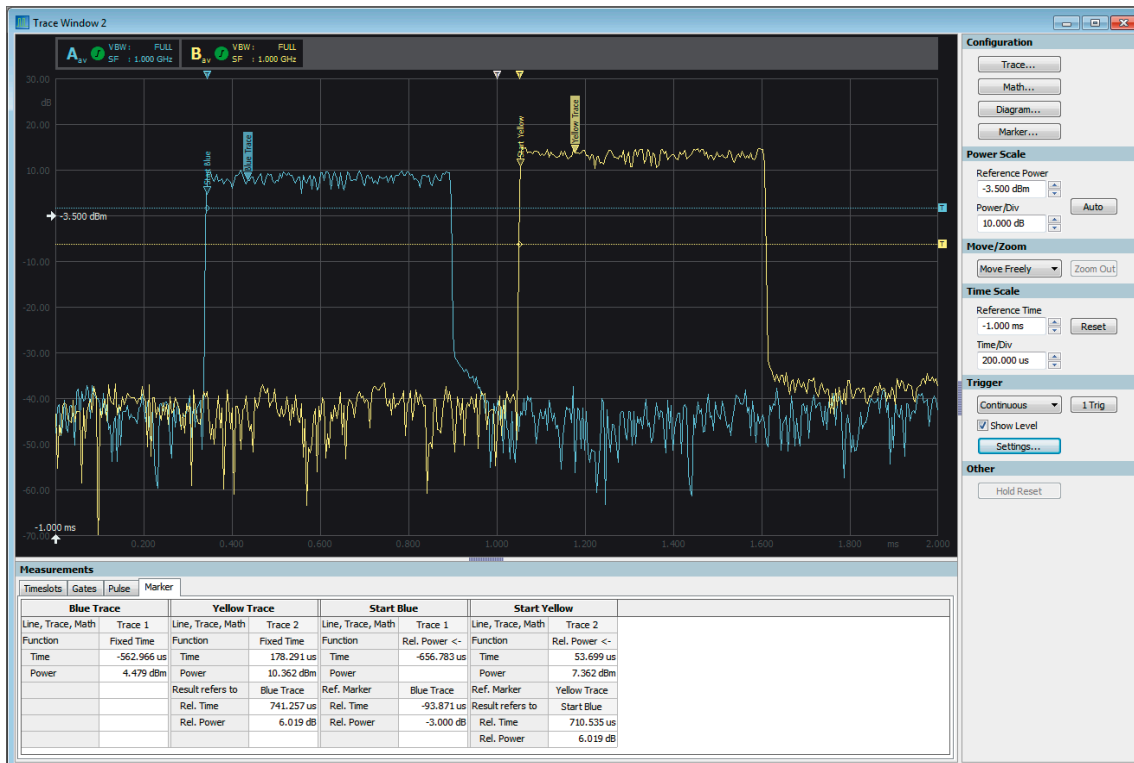 Trace Window 2
A av VBW: FULL
SF : 1.000 GHz
B av VBW: FULL
SF : 1.000 GHz
30.00
dB
20.00
10.00
-3.500 dBm
-10.00
-20.00
-30.00
-40.00
-50.00
-60.00
-70.00
-1.000 ms
0.200 0.400 0.600 0.800 1.000 1.200 1.400 1.600 1.800 ms 2.000
Start Blue
Blue Trace
Start Yellow
Yellow Trace
T
T
Configuration
Trace...
Math...
Diagram...
Marker...
Power Scale
Reference Power
-3.500 dBm
Power/Div
10.000 dB
Auto
Move/Zoom
Move Freely
Zoom Out
Time Scale
Reference Time
-1.000 ms
Reset
Time/Div
200.000 us
Trigger
Continuous
1 Trig
Show Level
Settings...
Other
Hold Reset
Measurements
Timeslots Gates Pulse Marker
Blue Trace Yellow Trace Start Blue Start Yellow
Line, Trace, Math Trace 1 Line, Trace, Math Trace 2 Line, Trace, Math Trace 1 Line, Trace, Math Trace 2
Function Fixed Time Function Fixed Time Function Rel. Power <- Function Rel. Power <-
Time -562.966 us Time 178.291 us Time -656.783 us Time 53.699 us
Power 4.479 dBm Power 10.362 dBm Power Power 7.362 dBm
Result refers to Blue Trace Ref. Marker Blue Trace Ref. Marker Yellow Trace
Rel. Time 741.257 us Rel. Time -93.871 us Result refers to Start Blue
Rel. Power 6.019 dB Rel. Power -3.000 dB Rel. Time 710.535 us
Rel. Power 6.019 dB